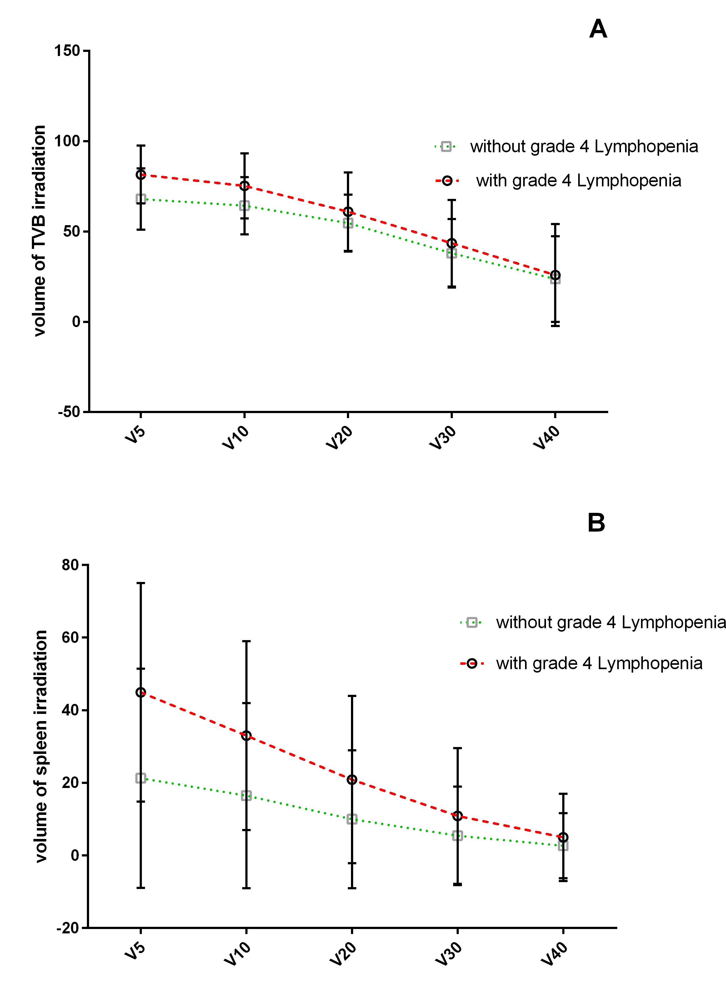 A
150
100
50
0
-50
volume of TVB irradiation
without grade 4 Lymphopenia
with grade 4 Lymphopenia
V5
V10
V20
V30
V40
B
80
60
40
20
0
-20
volume of spleen irradiation
without grade 4 Lymphopenia
with grade 4 Lymphopenia
V5
V10
V20
V30
V40